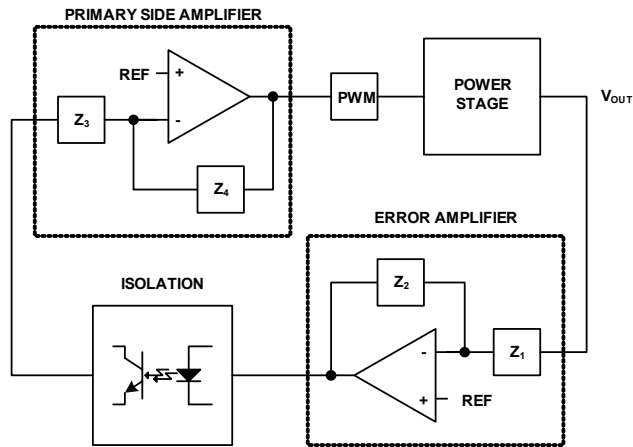 PRIMARY SIDE AMPLIFIER
REF
+
-
Z3
Z4
PWM
POWER
STAGE
VOUT
ERROR AMPLIFIER
ISOLATION
Z2
-
Z1
+
REF